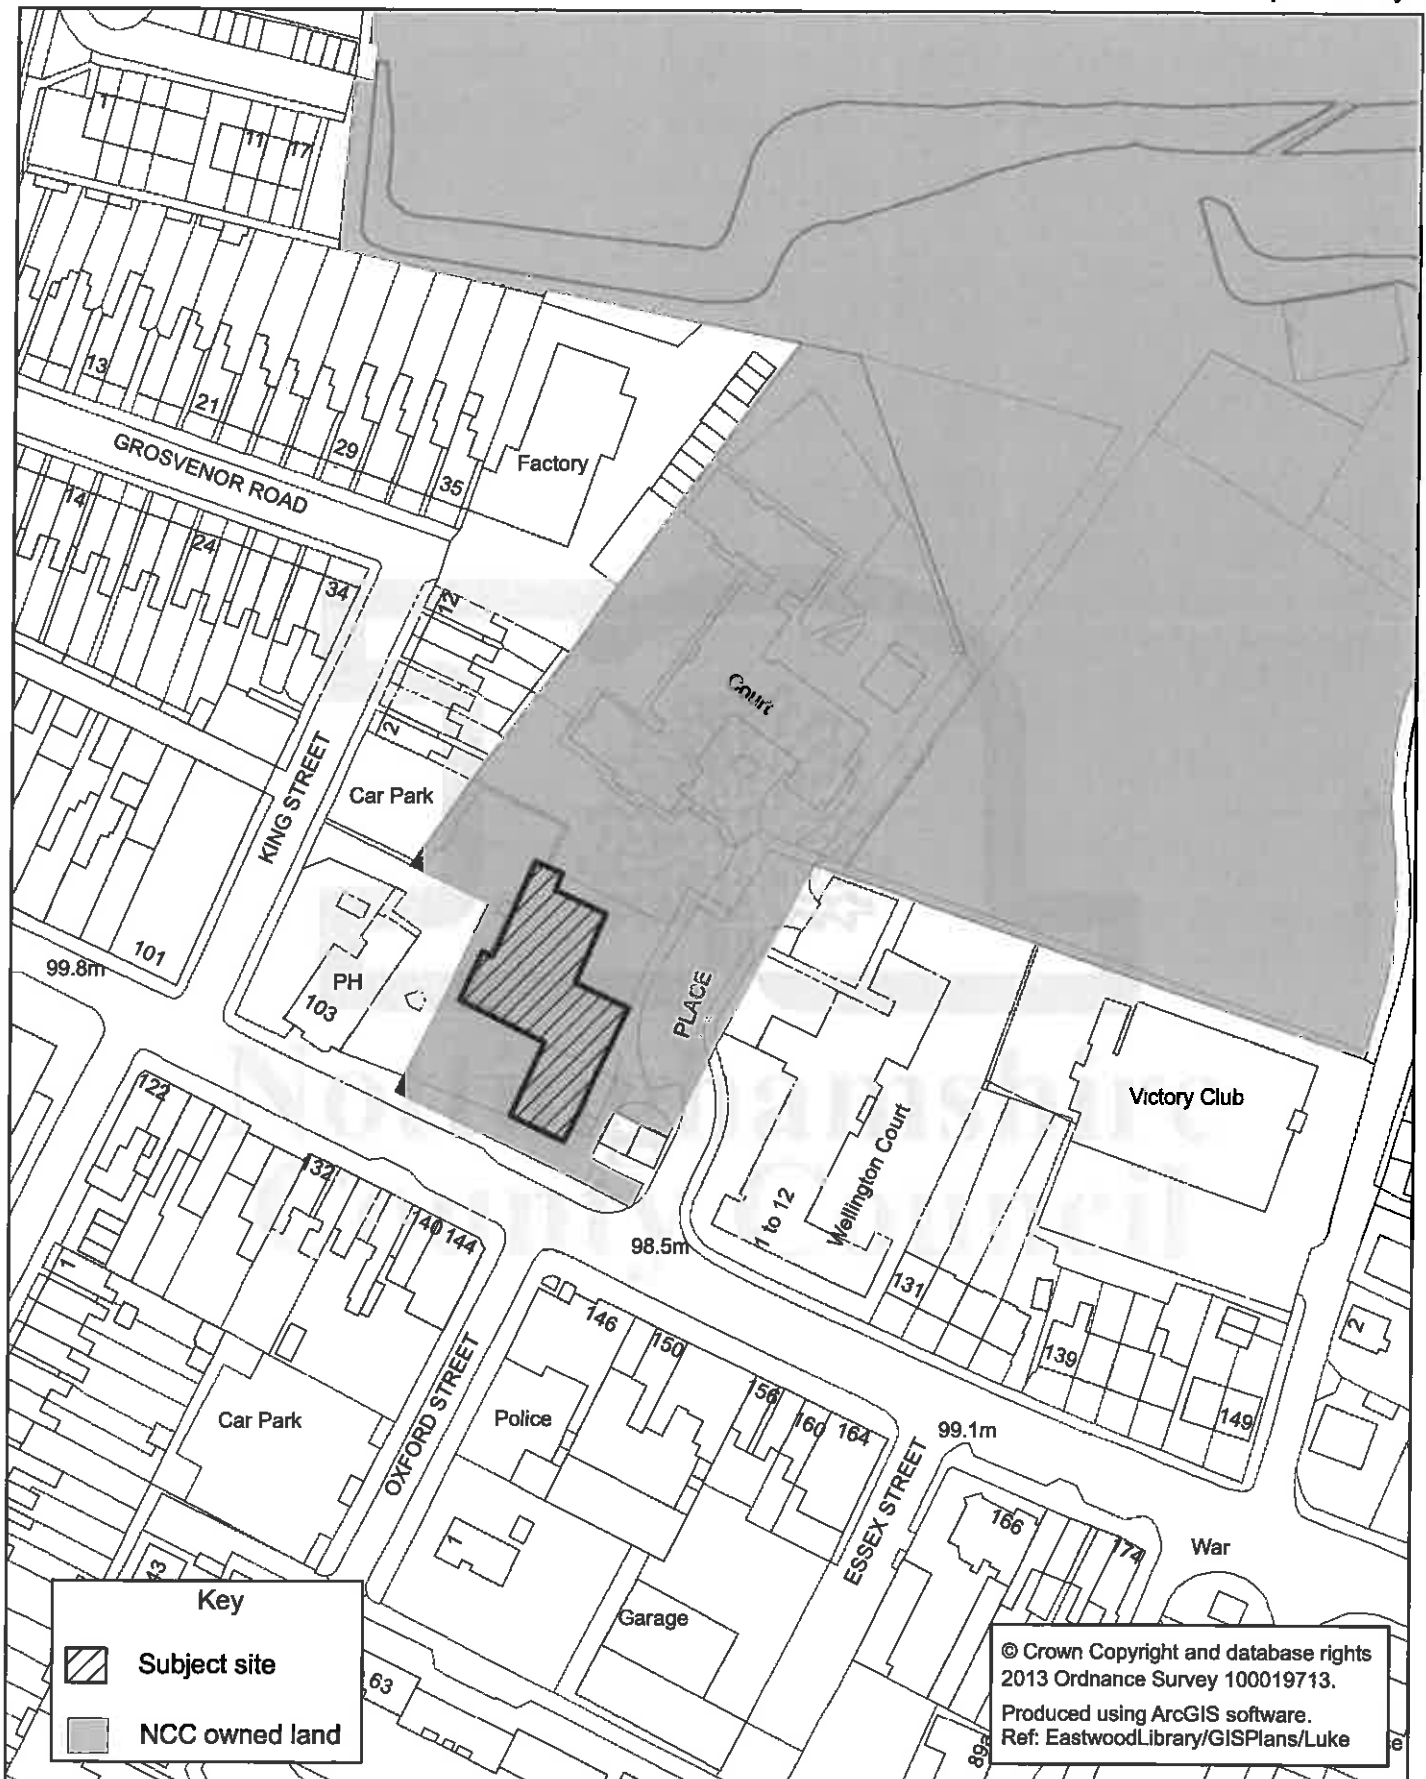 1
11
17
13
21
29
35
GROSVENOR ROAD
Factory
14
24
34
12
2
Court
KING STREET
Car Park
101
99.8m
PH
103
PLACE
Victory Club
Wellington Court
1 to 12
Nottinghamshire
County Council
122
132
140
144
98.5m
131
139
149
2
1
146
150
156
160
164
99.1m
Car Park
OXFORD STREET
Police
ESSEX STREET
166
174
War
1
43
Garage
63
Key
Subject site
NCC owned land
© Crown Copyright and database rights
2013 Ordnance Survey 100019713.
Produced using ArcGIS software.
Ref: EastwoodLibrary/GISPlans/Luke